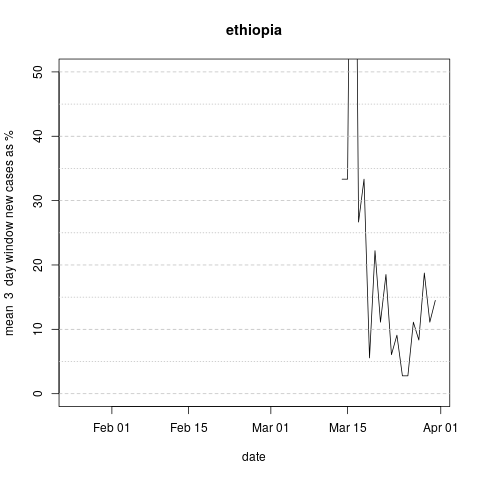 ethiopia
mean 3 day window new cases as %
50
40
30
20
10
0
Feb 01
Feb 15
Mar 01
Mar 15
Apr 01
date